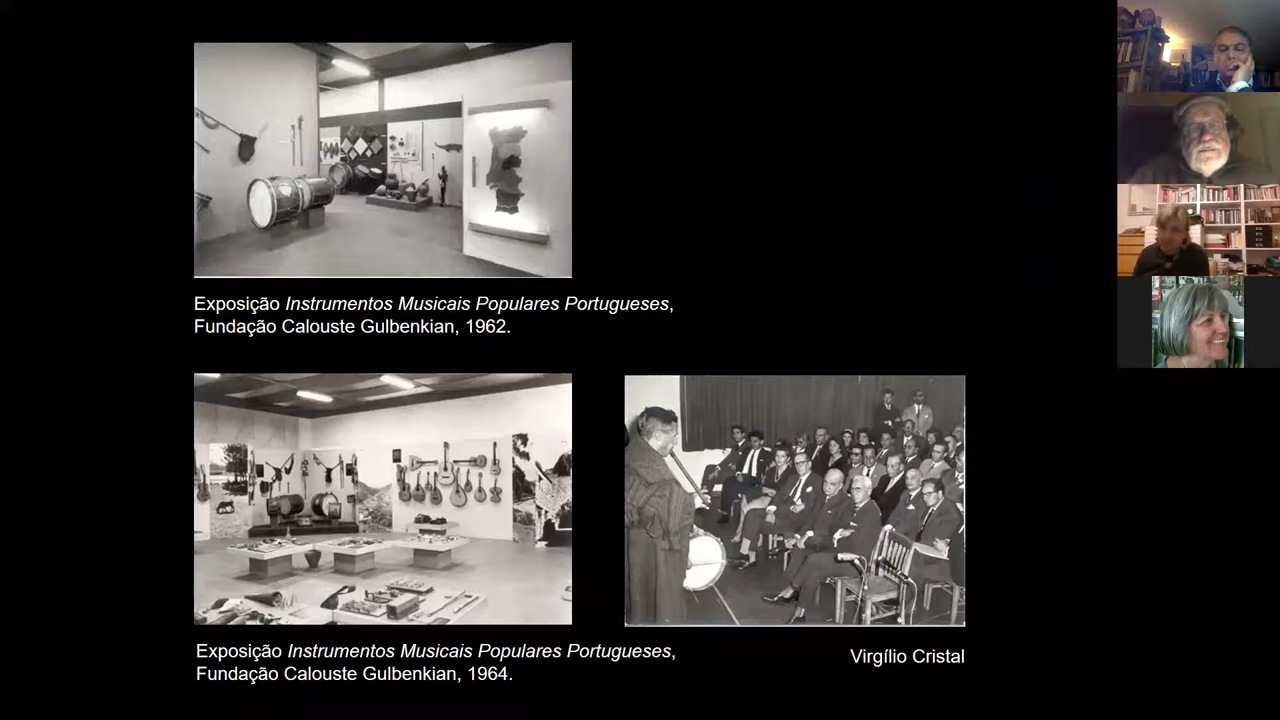 Exposição Instrumentos Musicais Populares Portugueses,
Fundação Calouste Gulbenkian, 1962.
Exposição Instrumentos Musicais Populares Portugueses,
Fundação Calouste Gulbenkian, 1964.
Virgílio Cristal